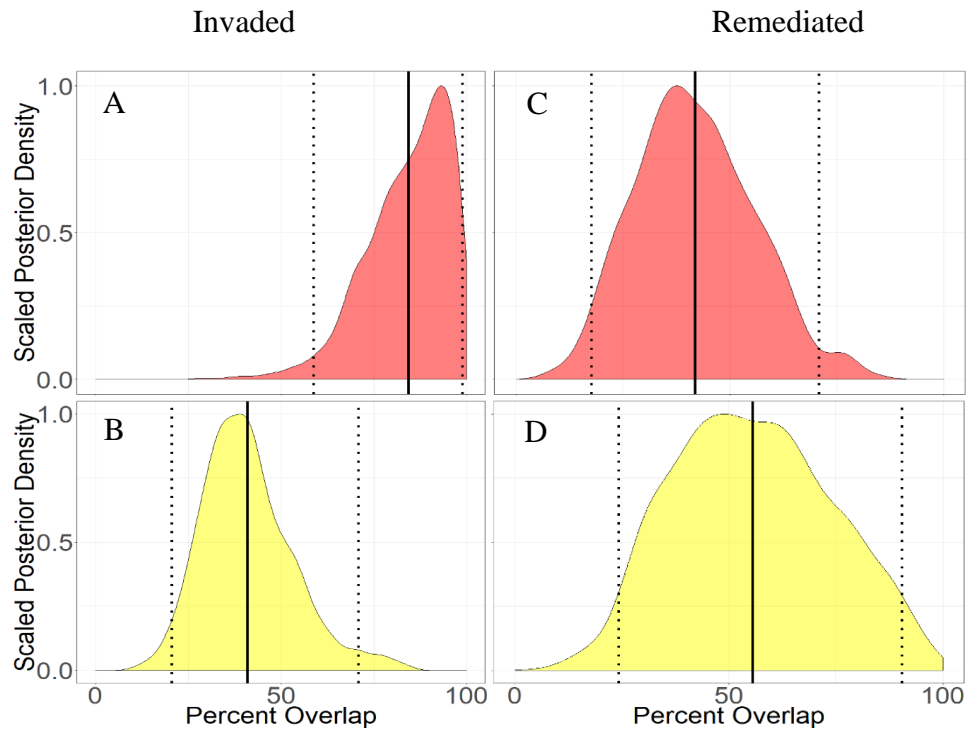 Invaded
Remediated
Scaled Posterior Density
1.0
0.5
0.0
A
C
Scaled Posterior Density
1.0
0.5
0.0
B
D
0
50
100
0
50
100
Percent Overlap
Percent Overlap